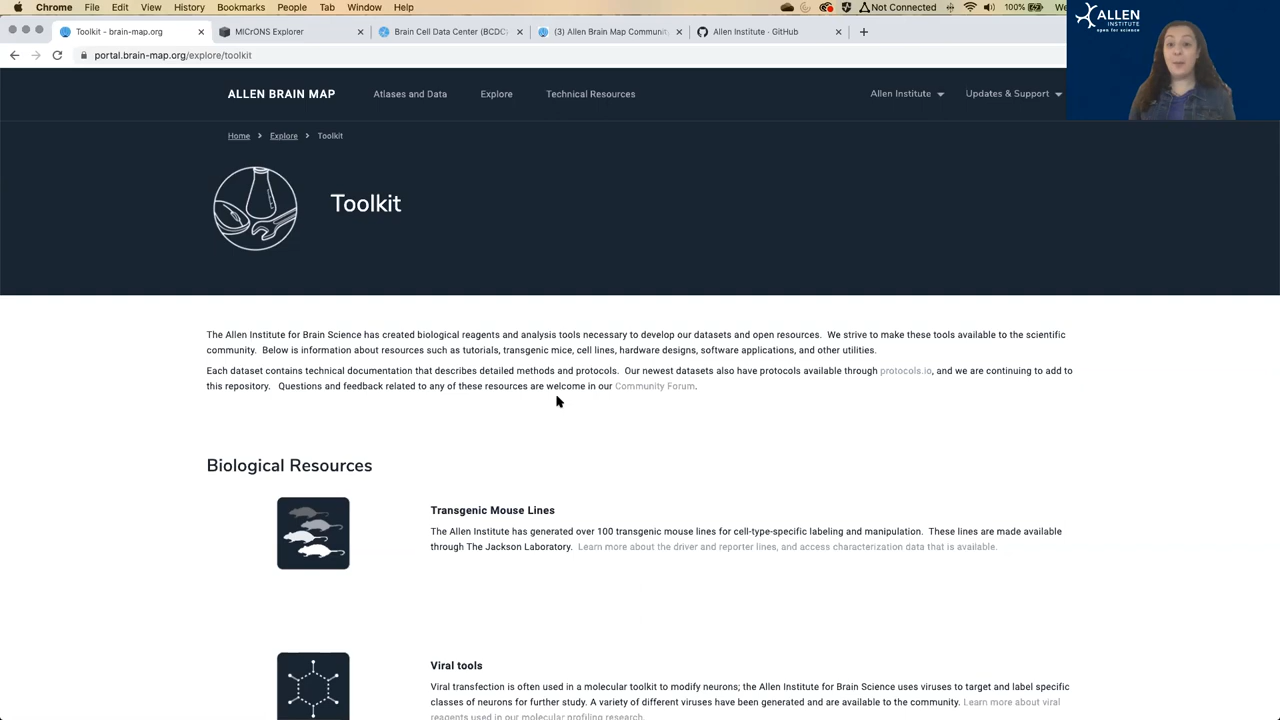 Chrome File Edit View History Bookmarks People Tab Window Help Not Connected 100% We
Toolkit - brain-map.org MICrONS Explorer Brain Cell Data Center (BCDC) (3) Allen Brain Map Communit Allen Institute · GitHub
portal.brain-map.org/explore/toolkit
ALLEN
INSTITUTE
open for science
ALLEN BRAIN MAP Atlases and Data Explore Technical Resources Allen Institute Updates & Support
Home > Explore > Toolkit
Toolkit
The Allen Institute for Brain Science has created biological reagents and analysis tools necessary to develop our datasets and open resources. We strive to make these tools available to the scientific
community. Below is information about resources such as tutorials, transgenic mice, cell lines, hardware designs, software applications, and other utilities.
Each dataset contains technical documentation that describes detailed methods and protocols. Our newest datasets also have protocols available through protocols.io, and we are continuing to add to
this repository. Questions and feedback related to any of these resources are welcome in our Community Forum.
Biological Resources
Transgenic Mouse Lines
The Allen Institute has generated over 100 transgenic mouse lines for cell-type-specific labeling and manipulation. These lines are made available
through The Jackson Laboratory. Learn more about the driver and reporter lines, and access characterization data that is available.
Viral tools
Viral transfection is often used in a molecular toolkit to modify neurons; the Allen Institute for Brain Science uses viruses to target and label specific
classes of neurons for further study. A variety of different viruses have been generated and are available to the community. Learn more about viral
reagents used in our molecular profiling research.